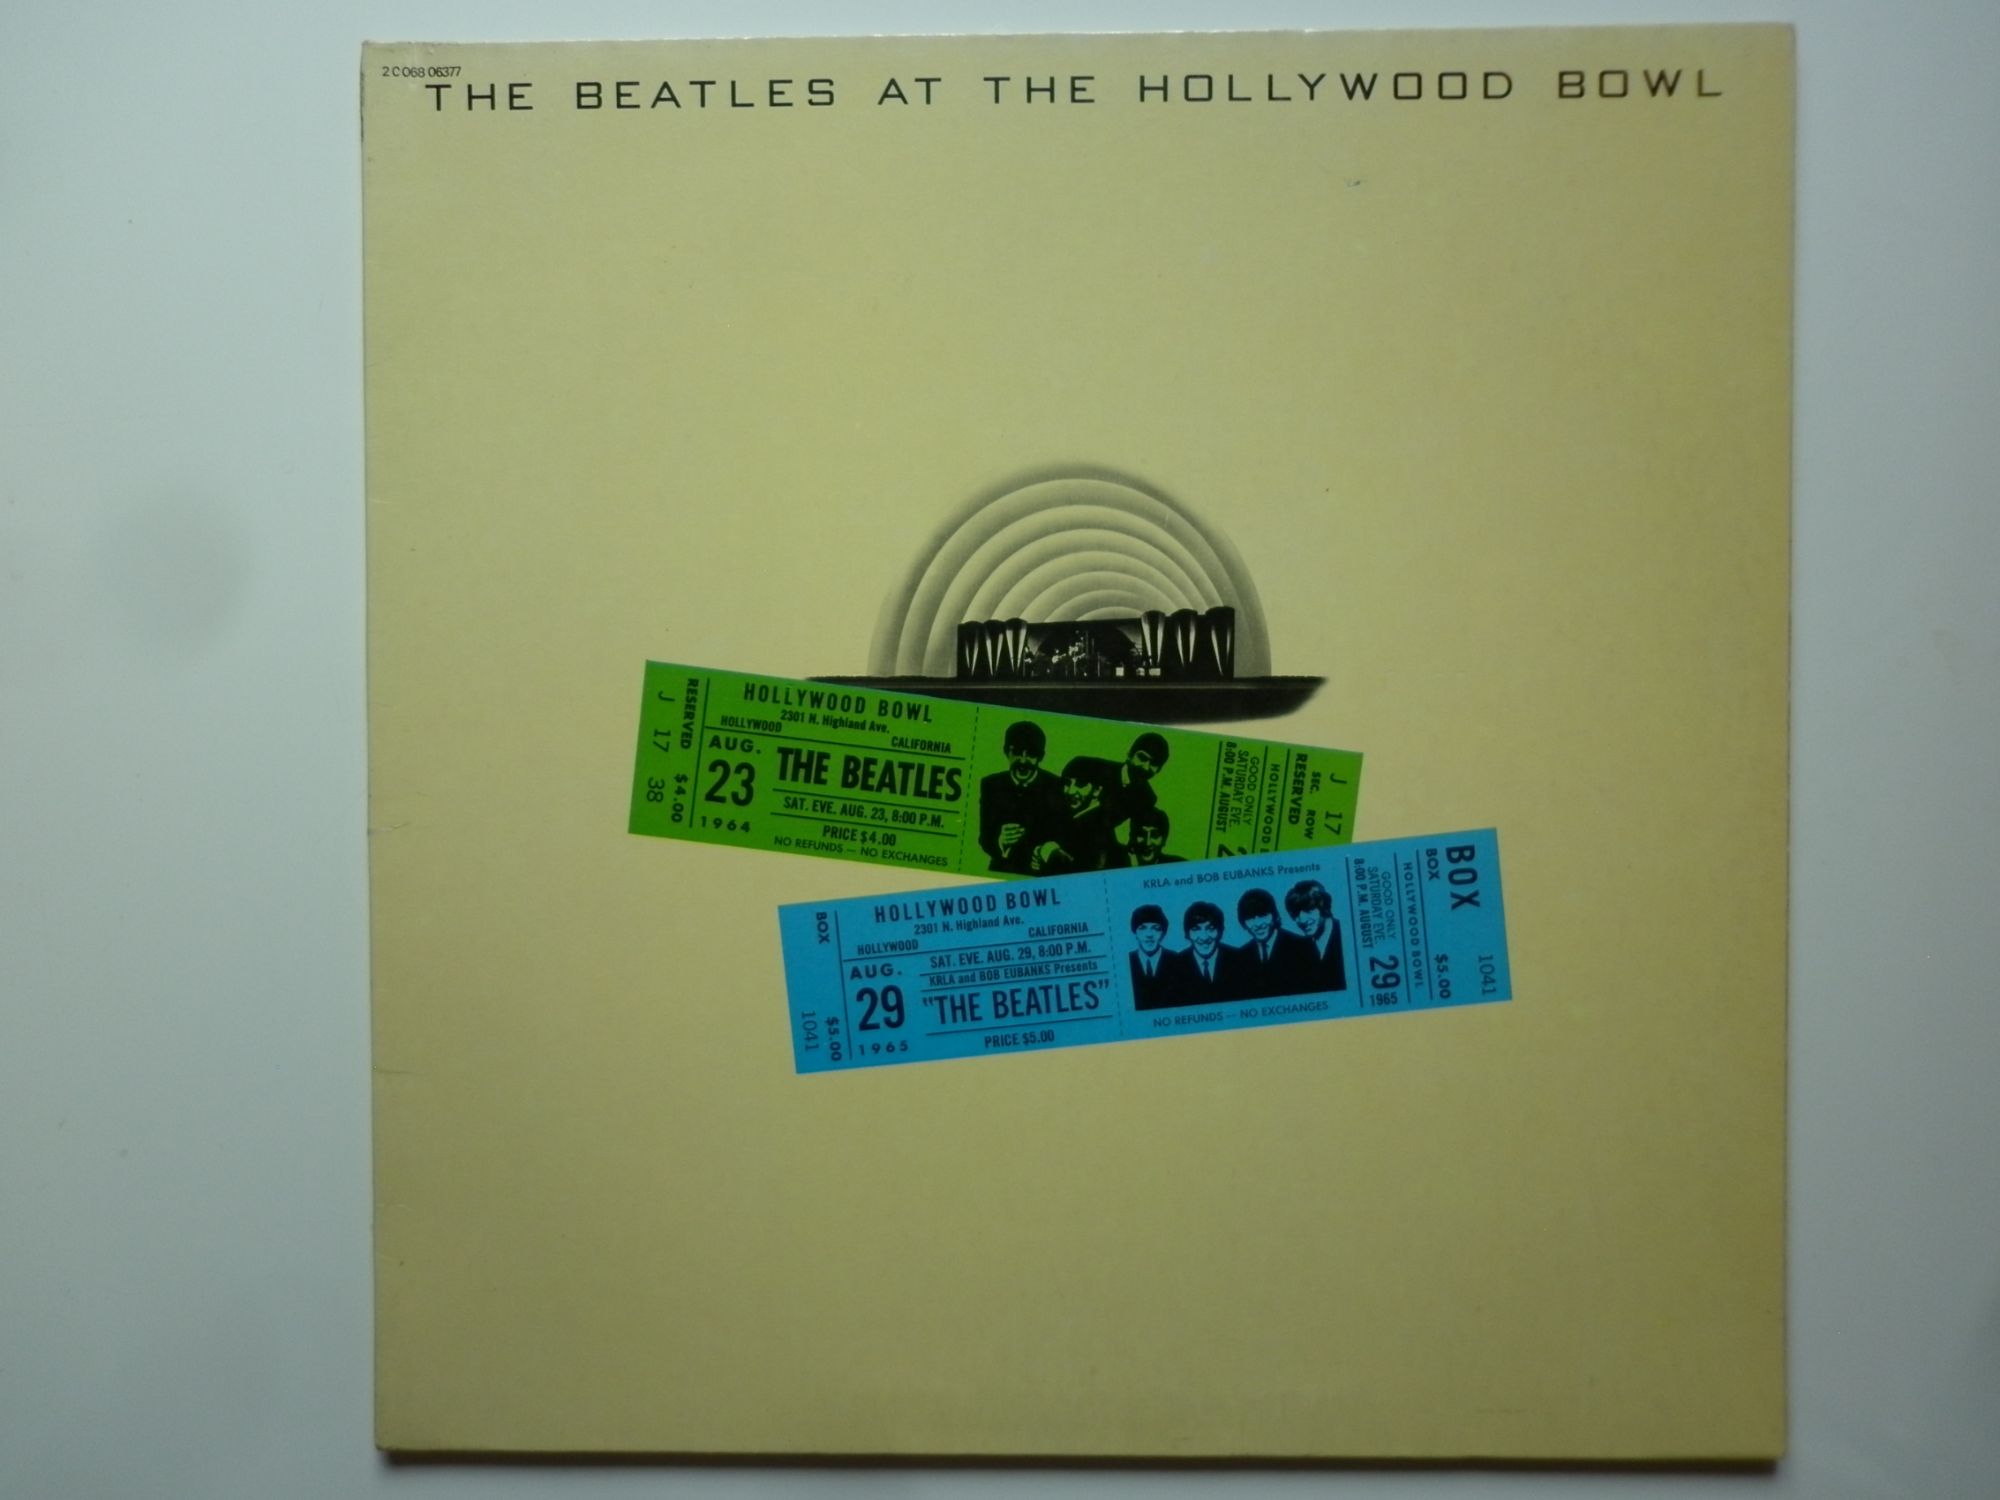 2 C 068 06377
THE BEATLES AT THE HOLLYWOOD BOWL
RESERVED $4.00
J 17 38
HOLLYWOOD BOWL
2301 N. Highland Ave.
HOLLYWOOD CALIFORNIA
AUG.
23
1964
THE BEATLES
SAT. EVE. AUG. 23, 8:00 P.M.
PRICE $4.00
NO REFUNDS — NO EXCHANGES
GOOD ONLY
SATURDAY EVE.
8:00 P.M. AUGUST
HOLLYWOOD
RESERVED
SEC. ROW
J 17
BOX $5.00
1041
HOLLYWOOD BOWL
2301 N. Highland Ave.
HOLLYWOOD CALIFORNIA
AUG.
29
1965
SAT. EVE. AUG. 29, 8:00 P.M.
KRLA and BOB EUBANKS Presents
"THE BEATLES"
PRICE $5.00
KRLA and BOB EUBANKS Presents
NO REFUNDS — NO EXCHANGES
GOOD ONLY
SATURDAY EVE.
8:00 P.M. AUGUST
29
1965
HOLLYWOOD BOWL
BOX $5.00
BOX 1041